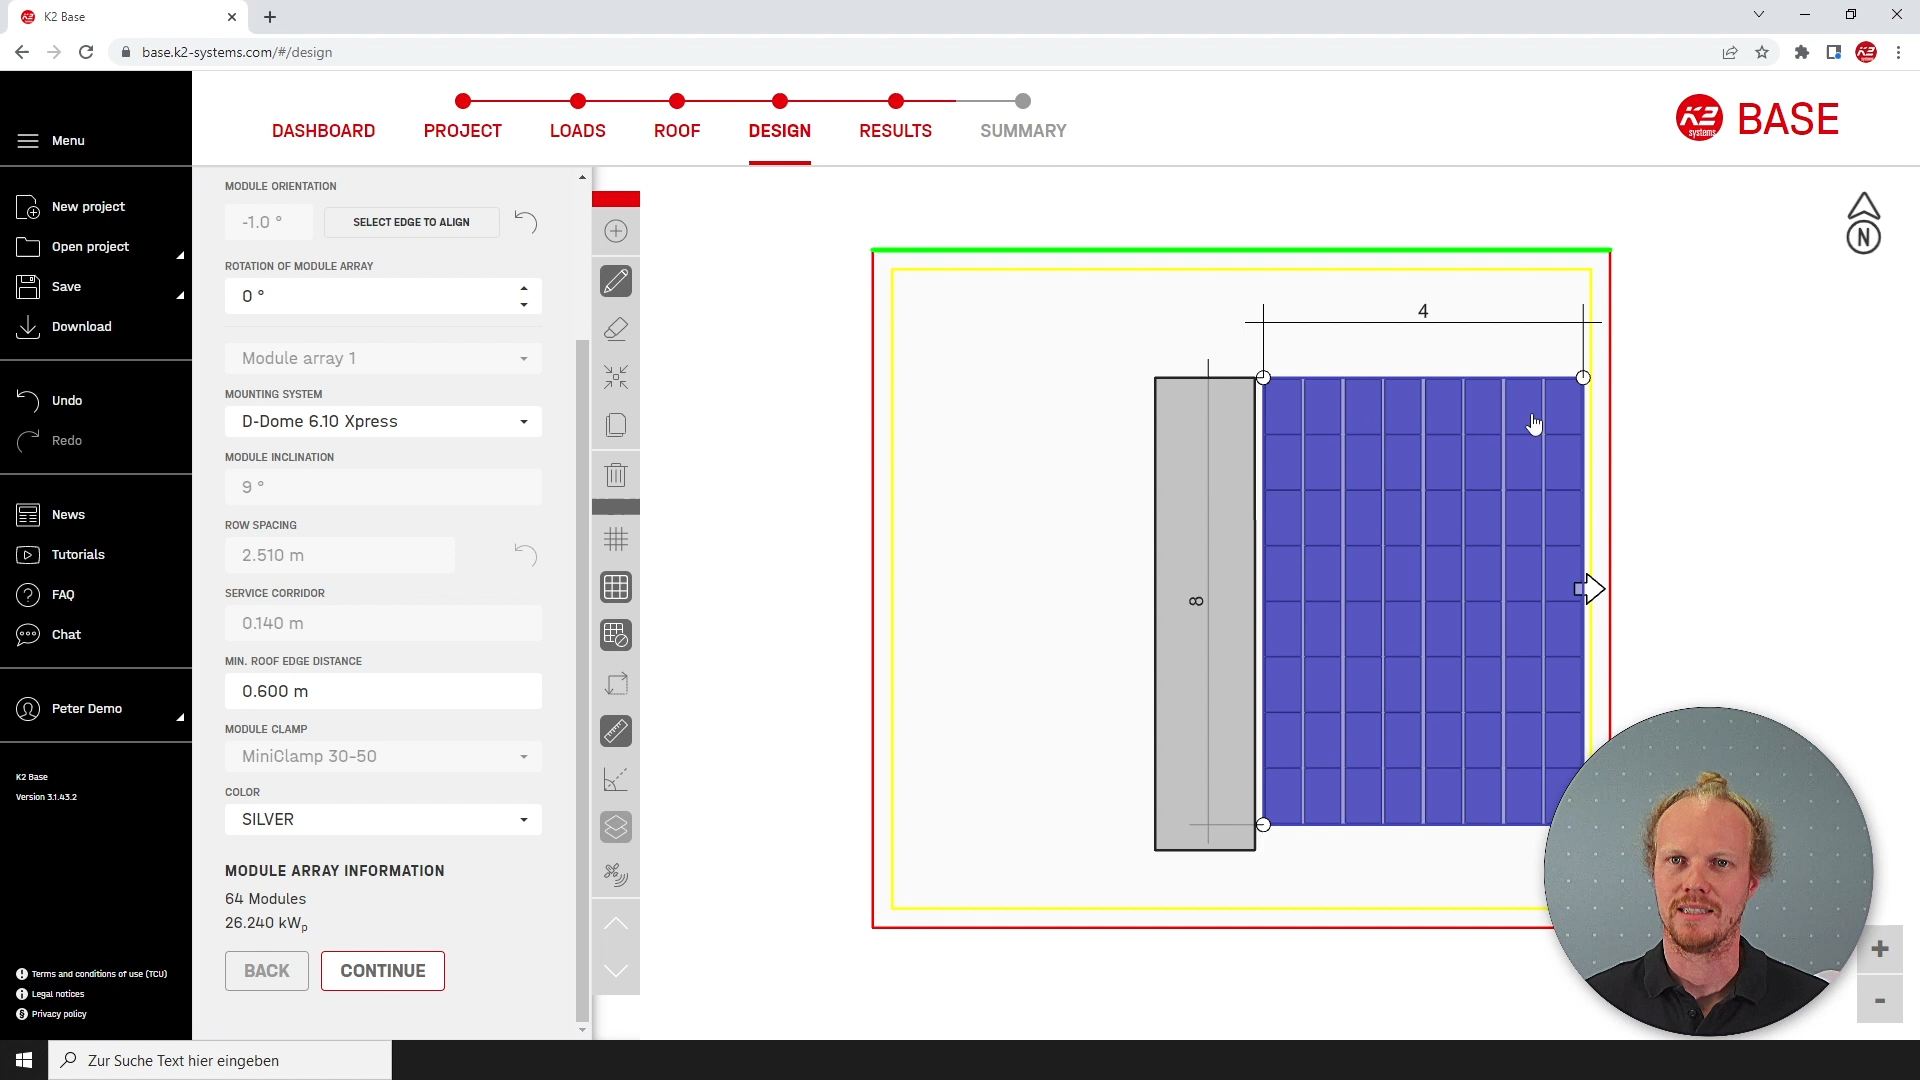 K2 Base
base.k2-systems.com/#/design
K2
systems
Menu
DASHBOARD
PROJECT
LOADS
ROOF
DESIGN
RESULTS
SUMMARY
K2
systems
BASE
New project
Open project
Save
Download
Undo
Redo
News
Tutorials
FAQ
Chat
Peter Demo
K2 Base
Version 3.1.43.2
Terms and conditions of use (TCU)
Legal notices
Privacy policy
MODULE ORIENTATION
-1.0 °
SELECT EDGE TO ALIGN
ROTATION OF MODULE ARRAY
0 °
Module array 1
MOUNTING SYSTEM
D-Dome 6.10 Xpress
MODULE INCLINATION
9 °
ROW SPACING
2.510 m
SERVICE CORRIDOR
0.140 m
MIN. ROOF EDGE DISTANCE
0.600 m
MODULE CLAMP
MiniClamp 30-50
COLOR
SILVER
MODULE ARRAY INFORMATION
64 Modules
26.240 kWp
BACK
CONTINUE
4
8
N
+
-
Zur Suche Text hier eingeben